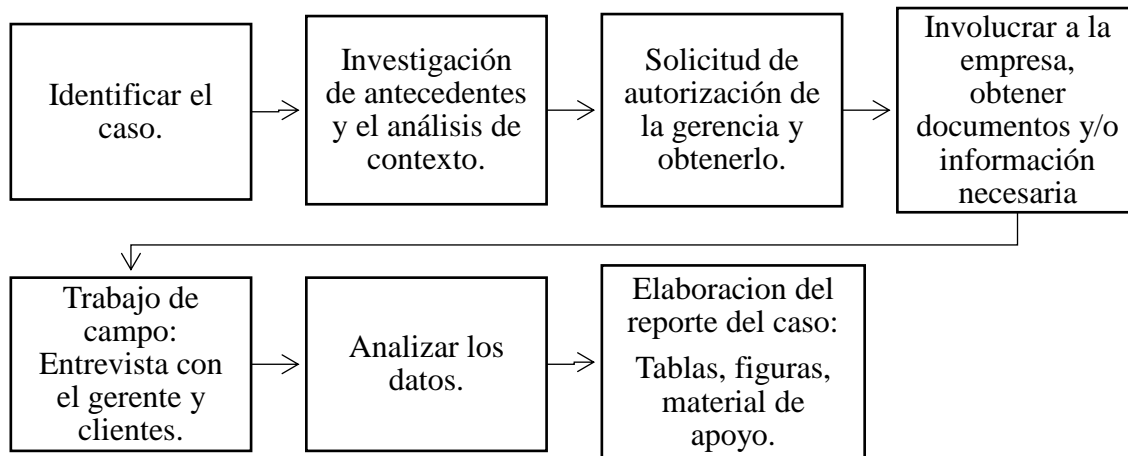 Identificar el
caso.
Investigación
de antecedentes
y el análisis de
contexto.
Solicitud de
autorización de
la gerencia y
obtenerlo.
Involucrar a la
empresa,
obtener
documentos y/o
información
necesaria
Trabajo de
campo:
Entrevista con
el gerente y
clientes.
Analizar los
datos.
Elaboracion del
reporte del caso:
Tablas, figuras,
material de
apoyo.